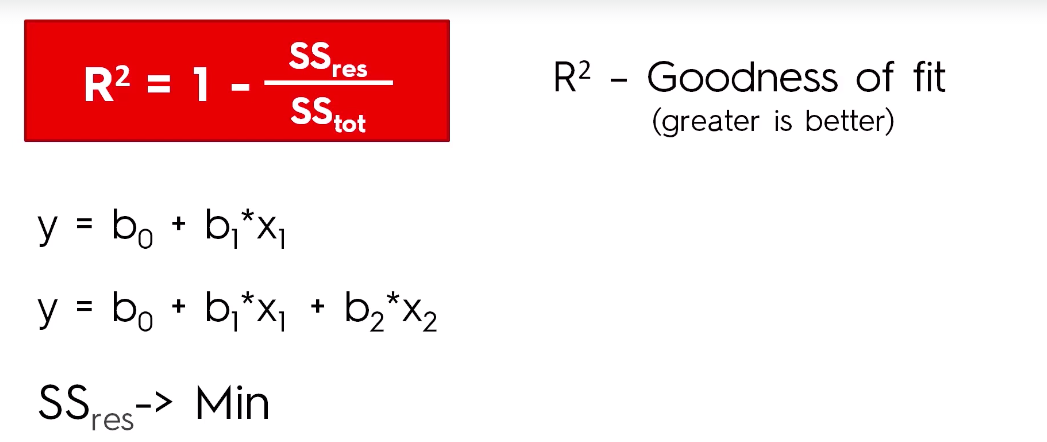 R² = 1 - SSres / SStot
R² – Goodness of fit
(greater is better)
y = b₀ + b₁*x₁
y = b₀ + b₁*x₁ + b₂*x₂
SSres -> Min